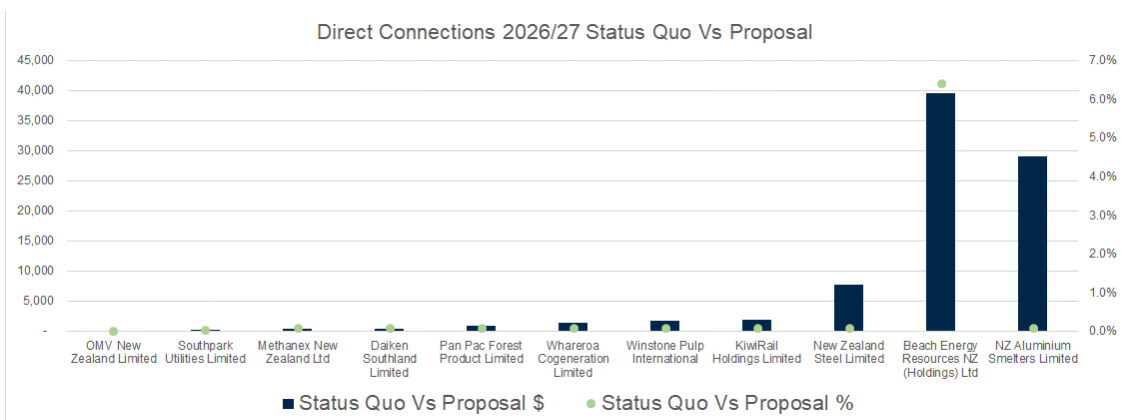 Direct Connections 2026/27 Status Quo Vs Proposal
45,000
40,000
35,000
30,000
25,000
20,000
15,000
10,000
5,000
-
7.0%
6.0%
5.0%
4.0%
3.0%
2.0%
1.0%
0.0%
OMV New
Zealand Limited
Southpark
Utilities Limited
Methanex New
Zealand Ltd
Daiken
Southland
Limited
Pan Pac Forest
Product Limited
Whareroa
Cogeneration
Limited
Winstone Pulp
International
KiwiRail
Holdings Limited
New Zealand
Steel Limited
Beach Energy
Resources NZ
(Holdings) Ltd
NZ Aluminium
Smelters Limited
Status Quo Vs Proposal $
Status Quo Vs Proposal %